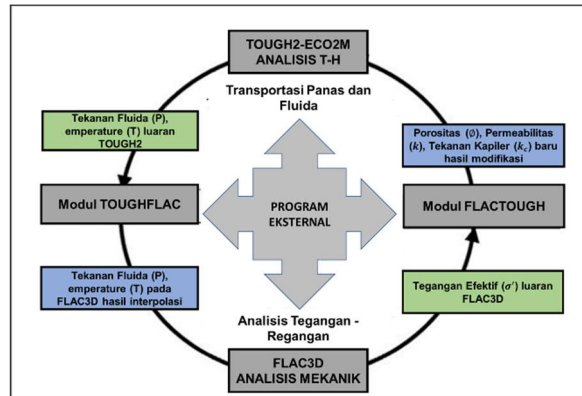 TOUGH2-ECO2M
ANALISIS T-H
Transportasi Panas dan
Fluida
Tekanan Fluida (P),
emperature (T) luaran
TOUGH2
Porositas (∅), Permeabilitas
(k), Tekanan Kapiler (kc) baru
hasil modifikasi
Modul TOUGHFLAC
PROGRAM
EKSTERNAL
Modul FLACTOUGH
Tekanan Fluida (P),
emperature (T) pada
FLAC3D hasil interpolasi
Tegangan Efektif (σ′) luaran
FLAC3D
Analisis Tegangan -
Regangan
FLAC3D
ANALISIS MEKANIK